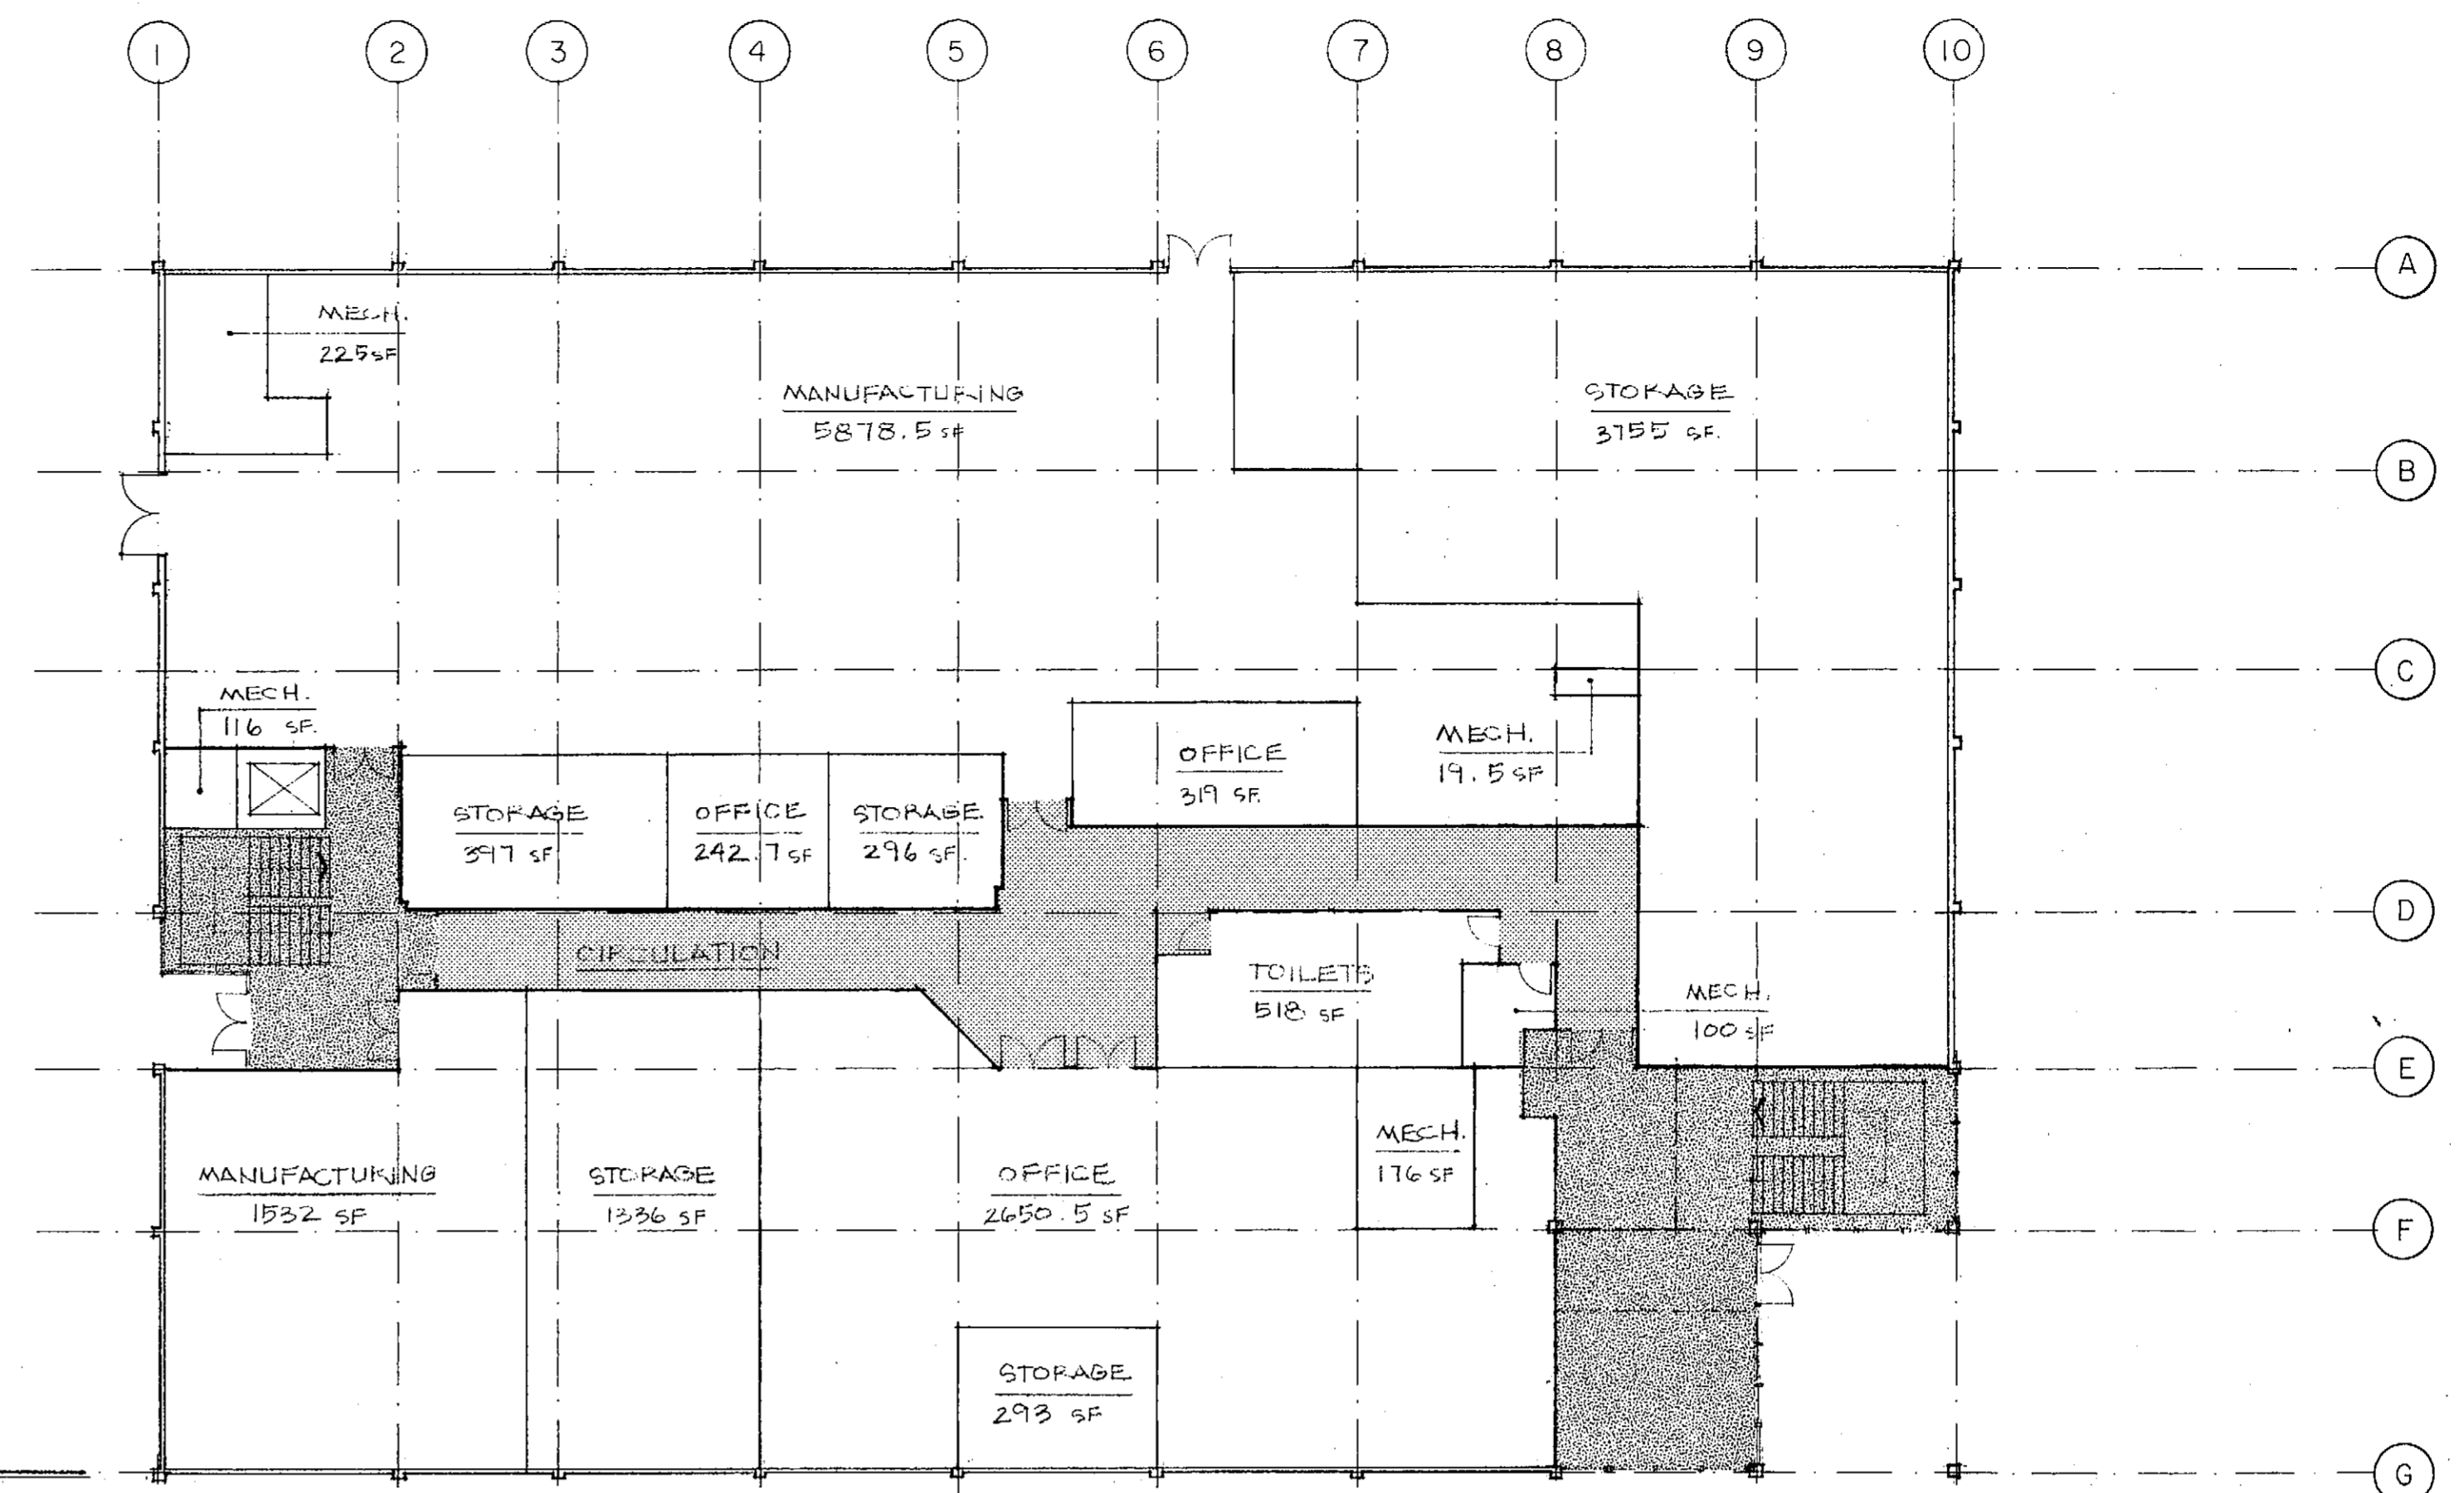 1 2 3 4 5 6 7 8 9 10
A
MECH.
225 SF
MANUFACTURING
5878.5 SF
STORAGE
3755 SF.
B
C
MECH.
116 SF.
OFFICE
319 SF.
MECH.
19.5 SF
STORAGE
397 SF
OFFICE
242.7 SF
STORAGE
296 SF.
D
CIRCULATION
TOILETS
518 SF
MECH.
100 SF
E
MECH.
176 SF
MANUFACTURING
1532 SF
STORAGE
1336 SF
OFFICE
2650.5 SF
F
STORAGE
293 SF
G